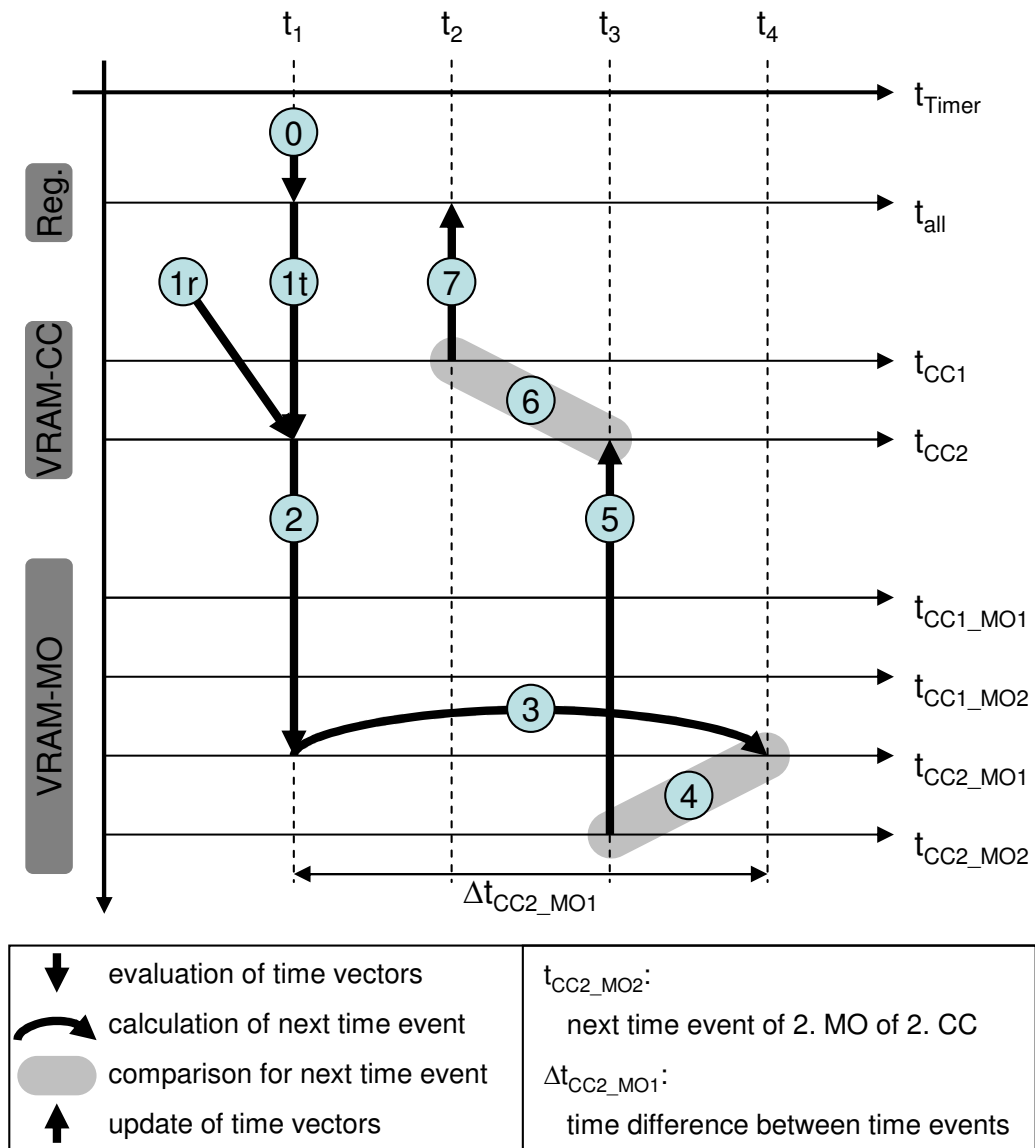 t1 t2 t3 t4
tTimer
0
Reg.
tall
1r 1t 7
VRAM-CC
tCC1
6
tCC2
2 5
VRAM-MO
tCC1_MO1
tCC1_MO2
3
tCC2_MO1
4
tCC2_MO2
ΔtCC2_MO1
evaluation of time vectors
calculation of next time event
comparison for next time event
update of time vectors
tCC2_MO2:
next time event of 2. MO of 2. CC
ΔtCC2_MO1:
time difference between time events